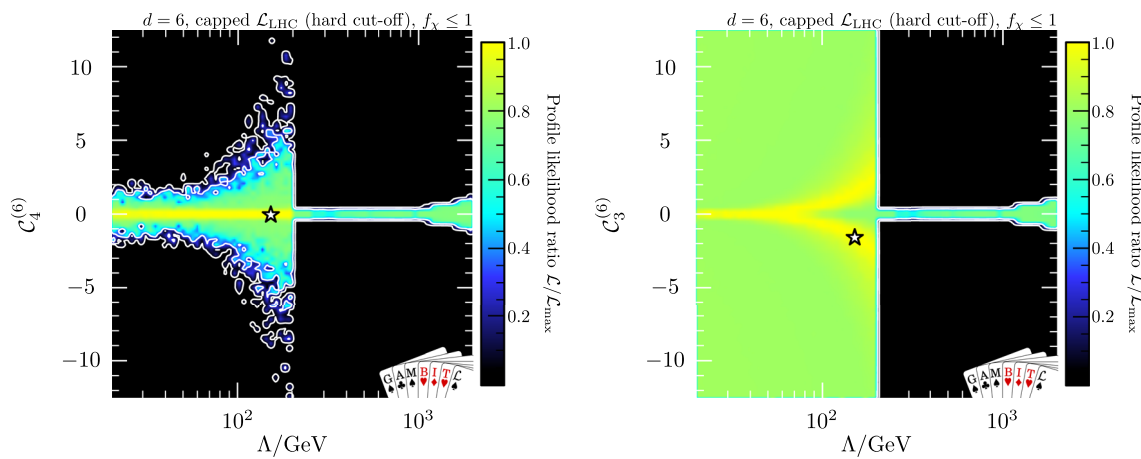 d = 6, capped ℒ_LHC (hard cut-off), f_χ ≤ 1
10
5
0
−5
−10
𝒞_4^(6)
10^2
10^3
Λ/GeV
1.0
0.8
0.6
0.4
0.2
Profile likelihood ratio ℒ/ℒ_max
G A M B I T ℒ
d = 6, capped ℒ_LHC (hard cut-off), f_χ ≤ 1
10
5
0
−5
−10
𝒞_3^(6)
10^2
10^3
Λ/GeV
1.0
0.8
0.6
0.4
0.2
Profile likelihood ratio ℒ/ℒ_max
G A M B I T ℒ